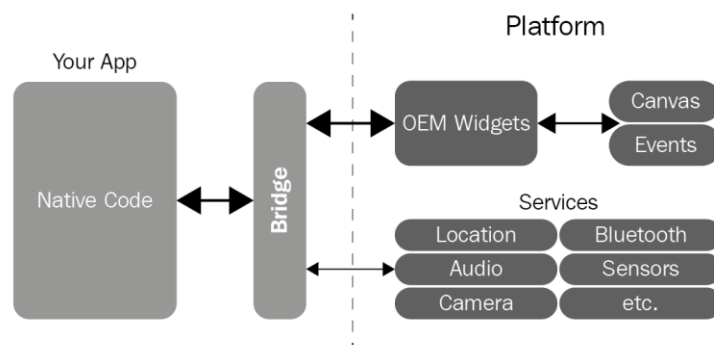 Platform
Your App
Native Code
Bridge
OEM Widgets
Canvas
Events
Services
Location
Bluetooth
Audio
Sensors
Camera
etc.